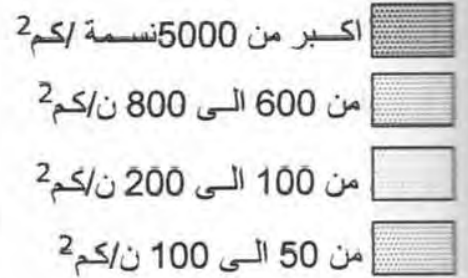 اكبر من 5000نسمة /كم2
من 600 الى 800 ن/كم2
من 100 الى 200 ن/كم2
من 50 الى 100 ن/كم2